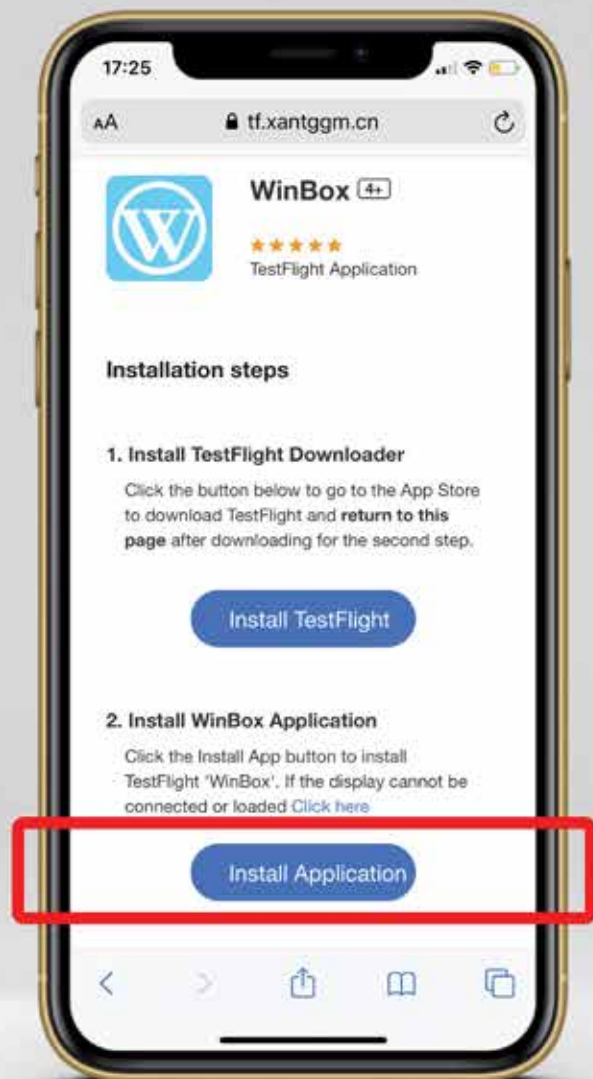 17:25
AA tf.xantggm.cn
W
WinBox 4+
TestFlight Application
Installation steps
1. Install TestFlight Downloader
Click the button below to go to the App Store
to download TestFlight and return to this
page after downloading for the second step.
Install TestFlight
2. Install WinBox Application
Click the Install App button to install
TestFlight 'WinBox'. If the display cannot be
connected or loaded Click here
Install Application